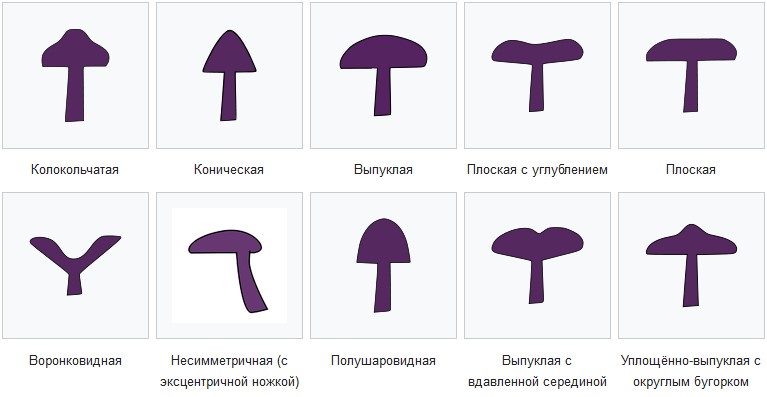 Колокольчатая
Коническая
Выпуклая
Плоская с углублением
Плоская
Воронковидная
Несимметричная (с
эксцентричной ножкой)
Полушаровидная
Выпуклая с
вдавленной серединой
Уплощённо-выпуклая с
округлым бугорком